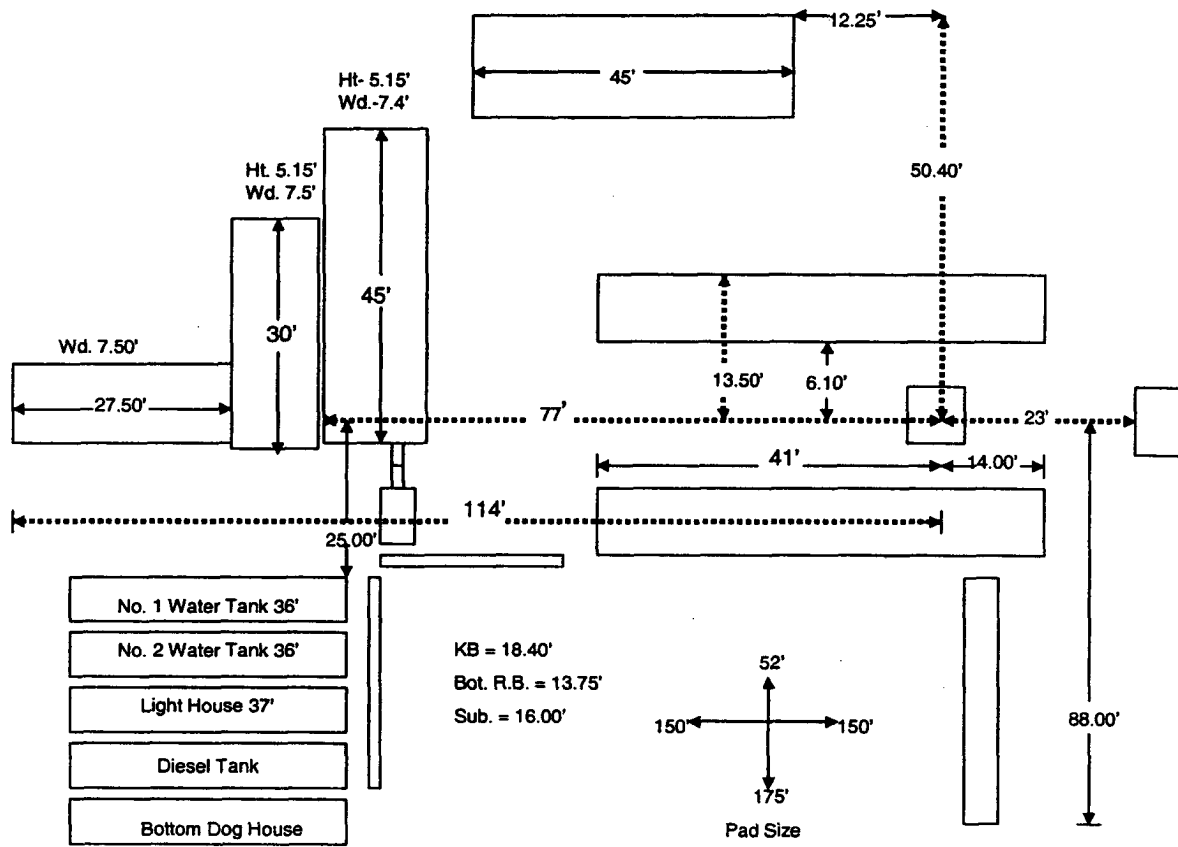 12.25'
45'
Ht- 5.15'
Wd.-7.4'
50.40'
Ht. 5.15'
Wd. 7.5'
45'
30'
Wd. 7.50'
13.50'
6.10'
27.50'
77'
23'
41'
14.00'
114'
25.00'
No. 1 Water Tank 36'
No. 2 Water Tank 36'
Light House 37'
Diesel Tank
Bottom Dog House
KB = 18.40'
Bot. R.B. = 13.75'
Sub. = 16.00'
52'
150'
150'
175'
Pad Size
88.00'